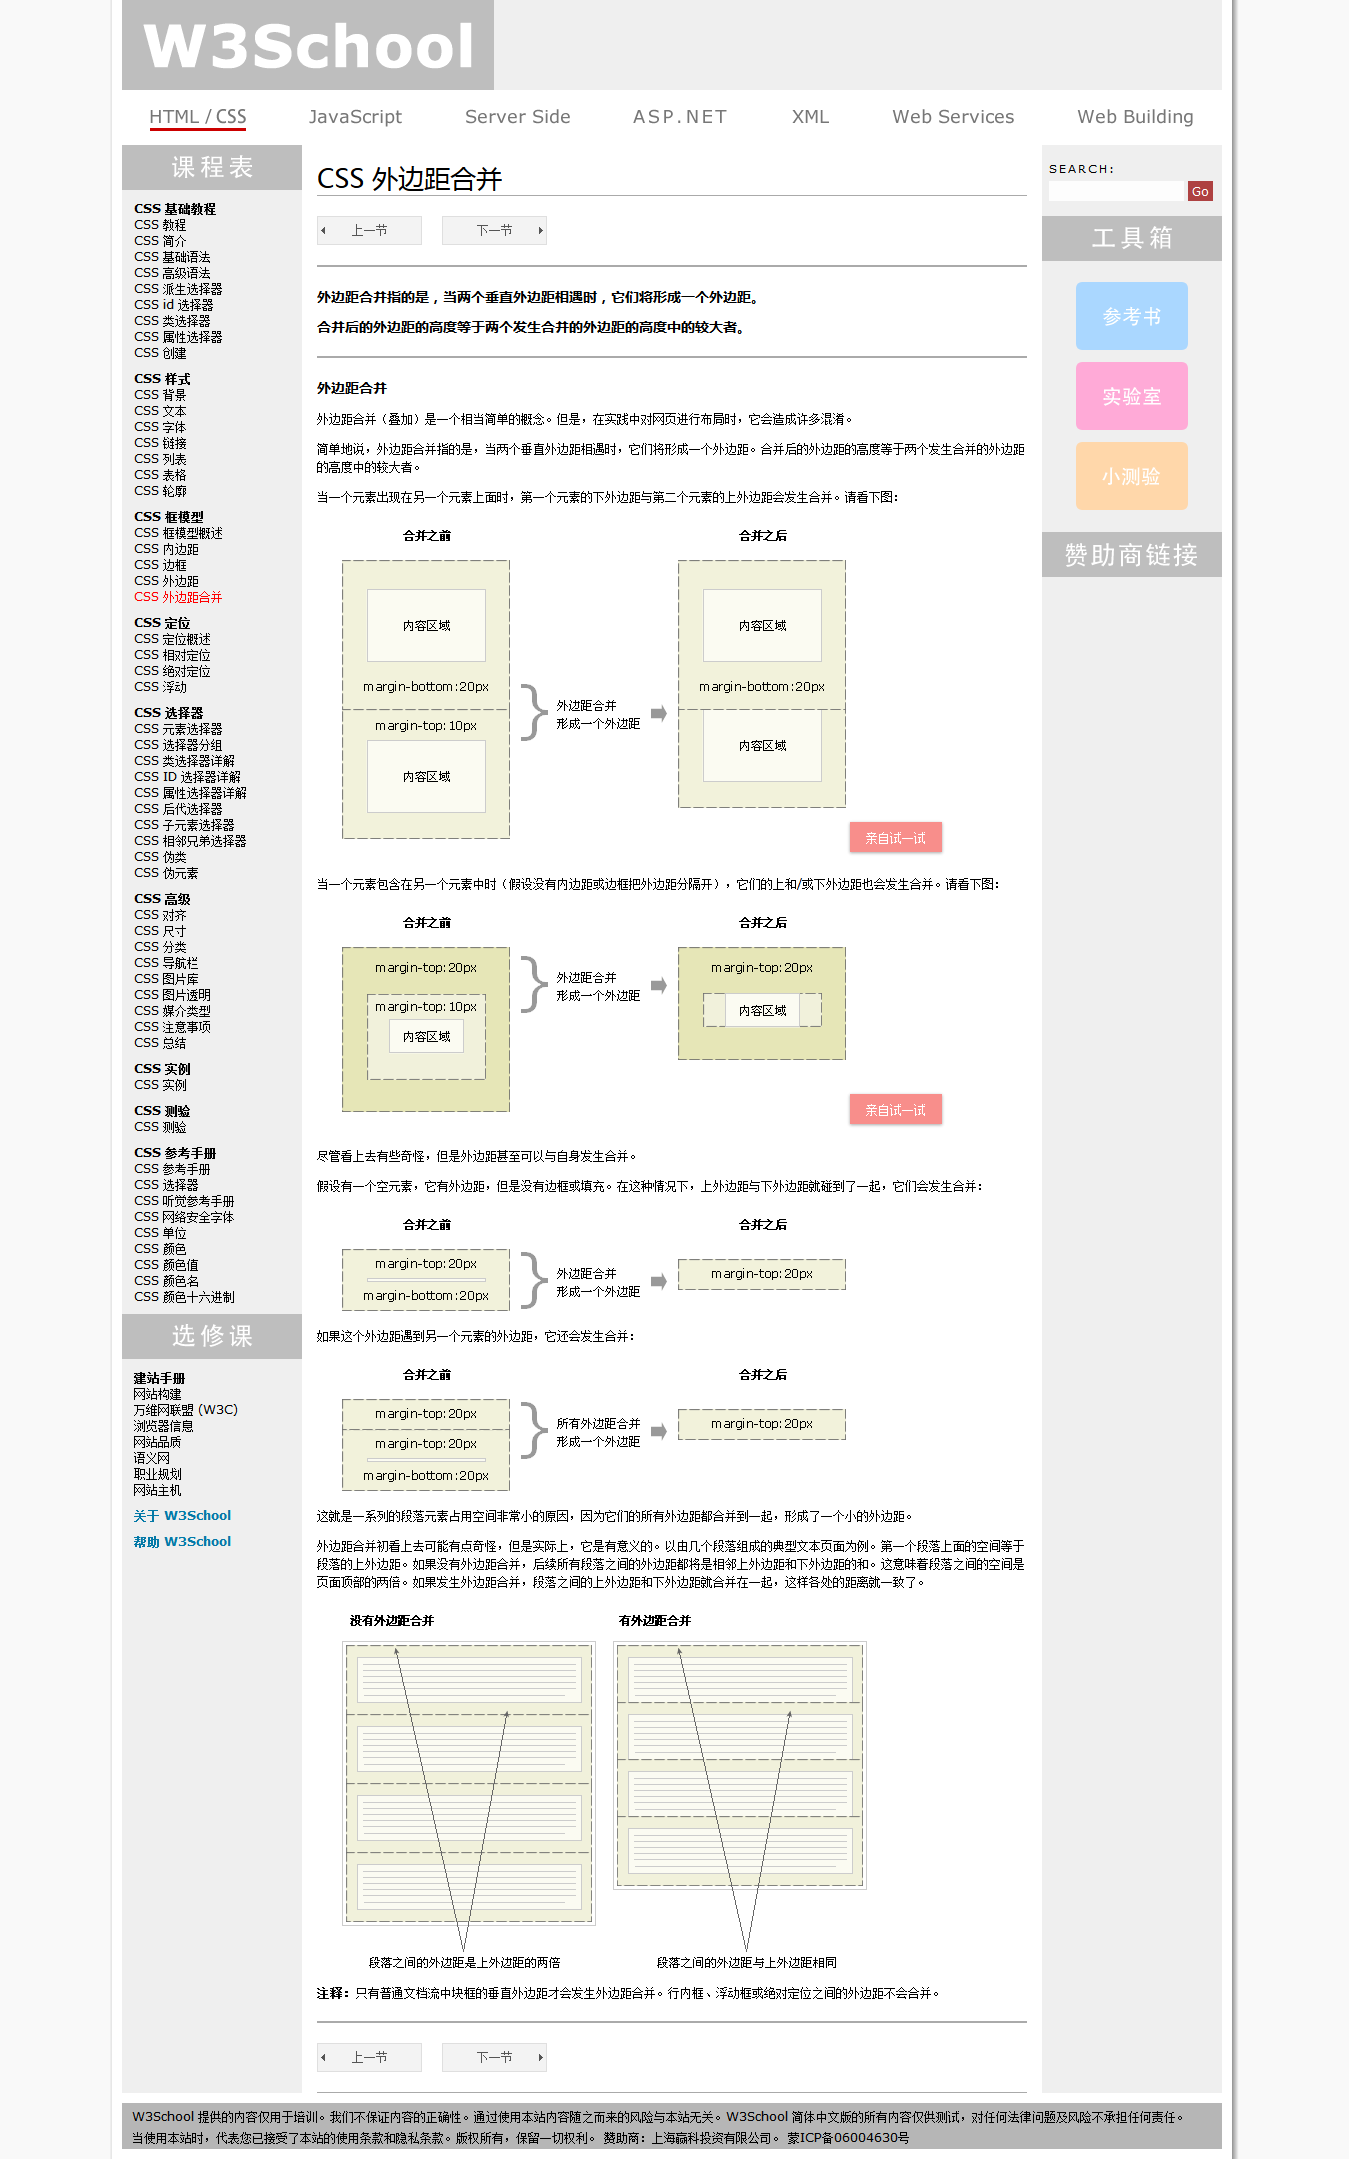 W3School
HTML / CSS
JavaScript
Server Side
ASP.NET
XML
Web Services
Web Building
课程表
CSS 基础教程
CSS 教程
CSS 简介
CSS 基础语法
CSS 高级语法
CSS 派生选择器
CSS id 选择器
CSS 类选择器
CSS 属性选择器
CSS 创建
CSS 样式
CSS 背景
CSS 文本
CSS 字体
CSS 链接
CSS 列表
CSS 表格
CSS 轮廓
CSS 框模型
CSS 框模型概述
CSS 内边距
CSS 边框
CSS 外边距
CSS 外边距合并
CSS 定位
CSS 定位概述
CSS 相对定位
CSS 绝对定位
CSS 浮动
CSS 选择器
CSS 元素选择器
CSS 选择器分组
CSS 类选择器详解
CSS ID 选择器详解
CSS 属性选择器详解
CSS 后代选择器
CSS 子元素选择器
CSS 相邻兄弟选择器
CSS 伪类
CSS 伪元素
CSS 高级
CSS 对齐
CSS 尺寸
CSS 分类
CSS 导航栏
CSS 图片库
CSS 图片透明
CSS 媒介类型
CSS 注意事项
CSS 总结
CSS 实例
CSS 实例
CSS 测验
CSS 测验
CSS 参考手册
CSS 参考手册
CSS 选择器
CSS 听觉参考手册
CSS 网络安全字体
CSS 单位
CSS 颜色
CSS 颜色值
CSS 颜色名
CSS 颜色十六进制
选修课
建站手册
网站构建
万维网联盟 (W3C)
浏览器信息
网站品质
语义网
职业规划
网站主机
关于 W3School
帮助 W3School
CSS 外边距合并
上一节
下一节
外边距合并指的是，当两个垂直外边距相遇时，它们将形成一个外边距。
合并后的外边距的高度等于两个发生合并的外边距的高度中的较大者。
外边距合并
外边距合并（叠加）是一个相当简单的概念。但是，在实践中对网页进行布局时，它会造成许多混淆。
简单地说，外边距合并指的是，当两个垂直外边距相遇时，它们将形成一个外边距。合并后的外边距的高度等于两个发生合并的外边距
的高度中的较大者。
当一个元素出现在另一个元素上面时，第一个元素的下外边距与第二个元素的上外边距会发生合并。请看下图：
合并之前
合并之后
内容区域
内容区域
margin-bottom:20px
margin-bottom:20px
外边距合并
形成一个外边距
margin-top:10px
内容区域
内容区域
亲自试一试
当一个元素包含在另一个元素中时（假设没有内边距或边框把外边距分隔开），它们的上和/或下外边距也会发生合并。请看下图：
合并之前
合并之后
margin-top:20px
margin-top:20px
外边距合并
形成一个外边距
margin-top:10px
内容区域
内容区域
亲自试一试
尽管看上去有些奇怪，但是外边距甚至可以与自身发生合并。
假设有一个空元素，它有外边距，但是没有边框或填充。在这种情况下，上外边距与下外边距就碰到了一起，它们会发生合并：
合并之前
合并之后
margin-top:20px
margin-bottom:20px
外边距合并
形成一个外边距
margin-top:20px
如果这个外边距遇到另一个元素的外边距，它还会发生合并：
合并之前
合并之后
margin-top:20px
margin-top:20px
margin-bottom:20px
所有外边距合并
形成一个外边距
margin-top:20px
这就是一系列的段落元素占用空间非常小的原因，因为它们的所有外边距都合并到一起，形成了一个小的外边距。
外边距合并初看上去可能有点奇怪，但是实际上，它是有意义的。以由几个段落组成的典型文本页面为例。第一个段落上面的空间等于
段落的上外边距。如果没有外边距合并，后续所有段落之间的外边距都将是相邻上外边距和下外边距的和。这意味着段落之间的空间是
页面顶部的两倍。如果发生外边距合并，段落之间的上外边距和下外边距就合并在一起，这样各处的距离就一致了。
没有外边距合并
有外边距合并
段落之间的外边距是上外边距的两倍
段落之间的外边距与上外边距相同
注释：只有普通文档流中块框的垂直外边距才会发生外边距合并。行内框、浮动框或绝对定位之间的外边距不会合并。
上一节
下一节
SEARCH:
Go
工具箱
参考书
实验室
小测验
赞助商链接
W3School 提供的内容仅用于培训。我们不保证内容的正确性。通过使用本站内容随之而来的风险与本站无关。W3School 简体中文版的所有内容仅供测试，对任何法律问题及风险不承担任何责任。
当使用本站时，代表您已接受了本站的使用条款和隐私条款。版权所有，保留一切权利。 赞助商：上海赢科投资有限公司。 蒙ICP备06004630号